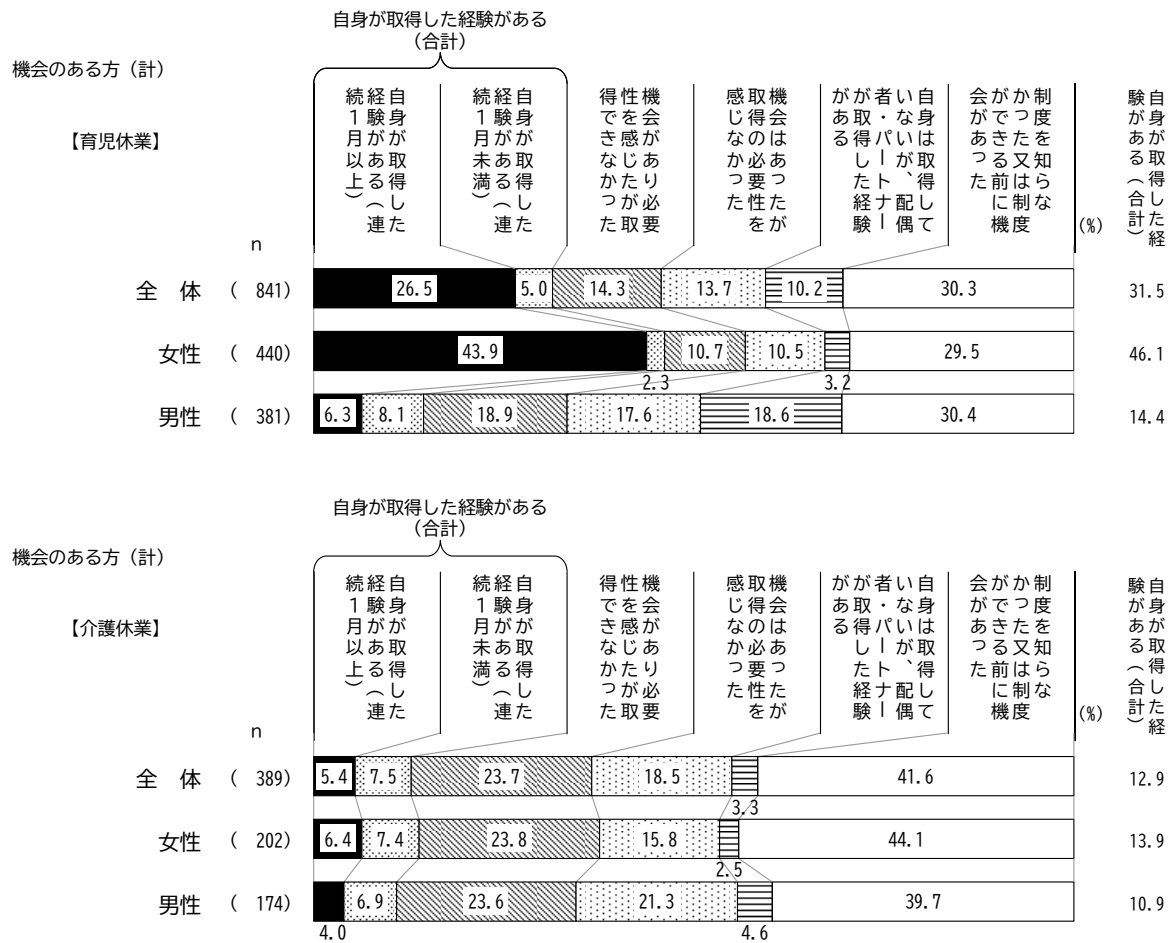 自身が取得した経験がある
（合計）
機会のある方（計）
【育児休業】
自身が取得した
経験がある（連
続１月以上）
自身が取得した
経験がある（連
続１月未満）
機会があり必要
性を感じたが取
得できなかった
機会はあったが
取得の必要性を
感じなかった
自身は取得して
いないが、配偶
者・パートナー
が取得した経験
がある
制度を知らな
かった又は制度
ができる前に機
会があった
(%)
自身が取得した経
験がある（合計）
n
全 体 ( 841) 26.5 5.0 14.3 13.7 10.2 30.3 31.5
女性 ( 440) 43.9 10.7 10.5 29.5 46.1
2.3 3.2
男性 ( 381) 6.3 8.1 18.9 17.6 18.6 30.4 14.4
自身が取得した経験がある
（合計）
機会のある方（計）
【介護休業】
自身が取得した
経験がある（連
続１月以上）
自身が取得した
経験がある（連
続１月未満）
機会があり必要
性を感じたが取
得できなかった
機会はあったが
取得の必要性を
感じなかった
自身は取得して
いないが、配偶
者・パートナー
が取得した経験
がある
制度を知らな
かった又は制度
ができる前に機
会があった
(%)
自身が取得した経
験がある（合計）
n
全 体 ( 389) 5.4 7.5 23.7 18.5 41.6 12.9
3.3
女性 ( 202) 6.4 7.4 23.8 15.8 44.1 13.9
2.5
男性 ( 174) 6.9 23.6 21.3 39.7 10.9
4.0 4.6